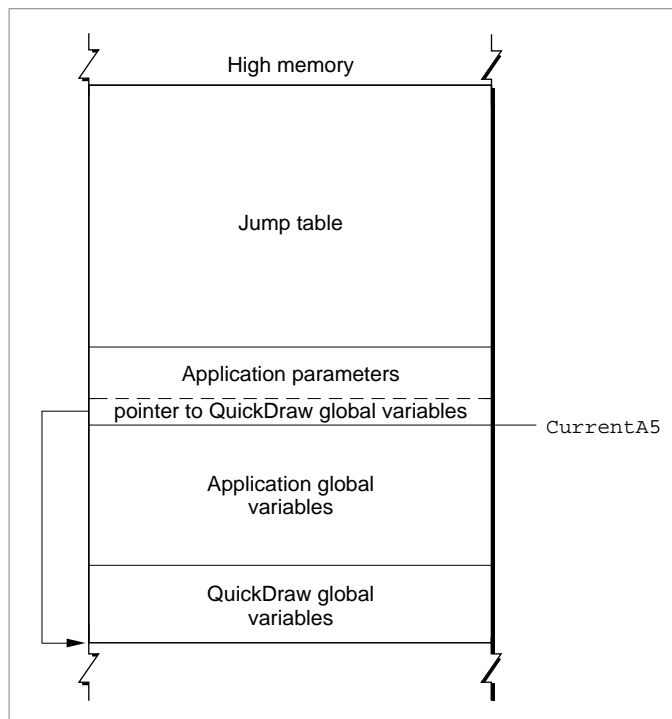 High memory
Jump table
Application parameters
pointer to QuickDraw global variables
CurrentA5
Application global
variables
QuickDraw global
variables